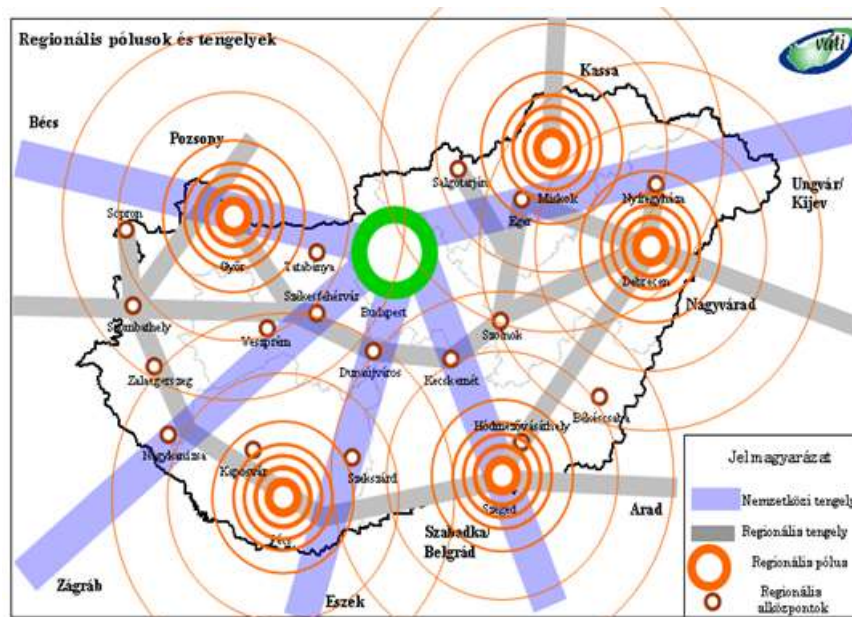 Regionális pólusok és tengelyek
váti
Kassa
Bécs
Pozsony
Salgótarján
Miskolc
Nyíregyháza
Ungvár/
Kijev
Sopron
Eger
Győr
Tatabánya
Debrecen
Székesfehérvár
Budapest
Nagyvárad
Szombathely
Veszprém
Szolnok
Dunaújváros
Kecskemét
Zalaegerszeg
Békéscsaba
Hódmezővásárhely
Nagykanizsa
Kaposvár
Szekszárd
Jelmagyarázat
Nemzetközi tengely
Szeged
Arad
Pécs
Szabadka/
Belgrád
Regionális tengely
Regionális pólus
Zágráb
Eszék
Regionális
alközpontok